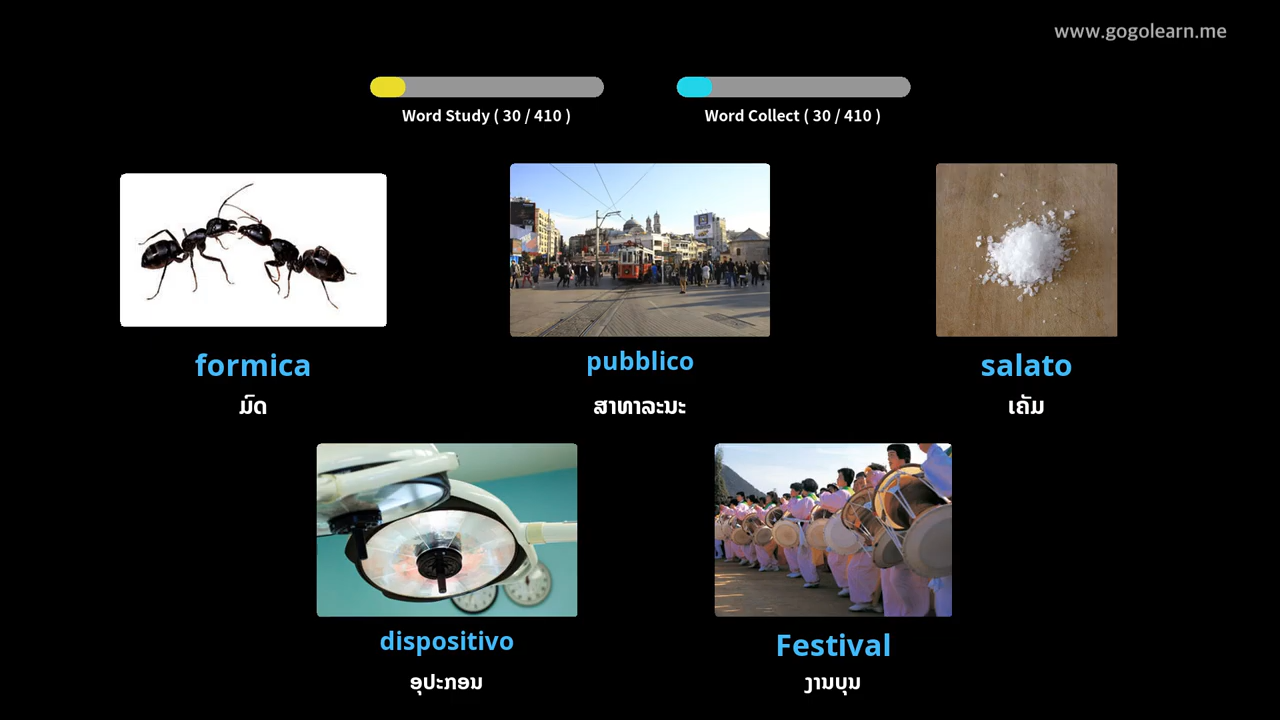 www.gogolearn.me
Word Study ( 30 / 410 )
Word Collect ( 30 / 410 )
formica
ມົດ
pubblico
ສາທາລະນະ
salato
ເຄັມ
dispositivo
ອຸປະກອນ
Festival
ງານບຸນ